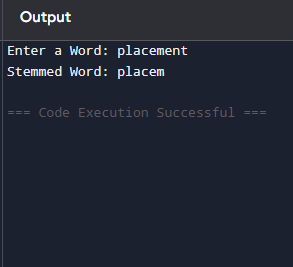 Output
Enter a Word: placement
Stemmed Word: placem
=== Code Execution Successful ===